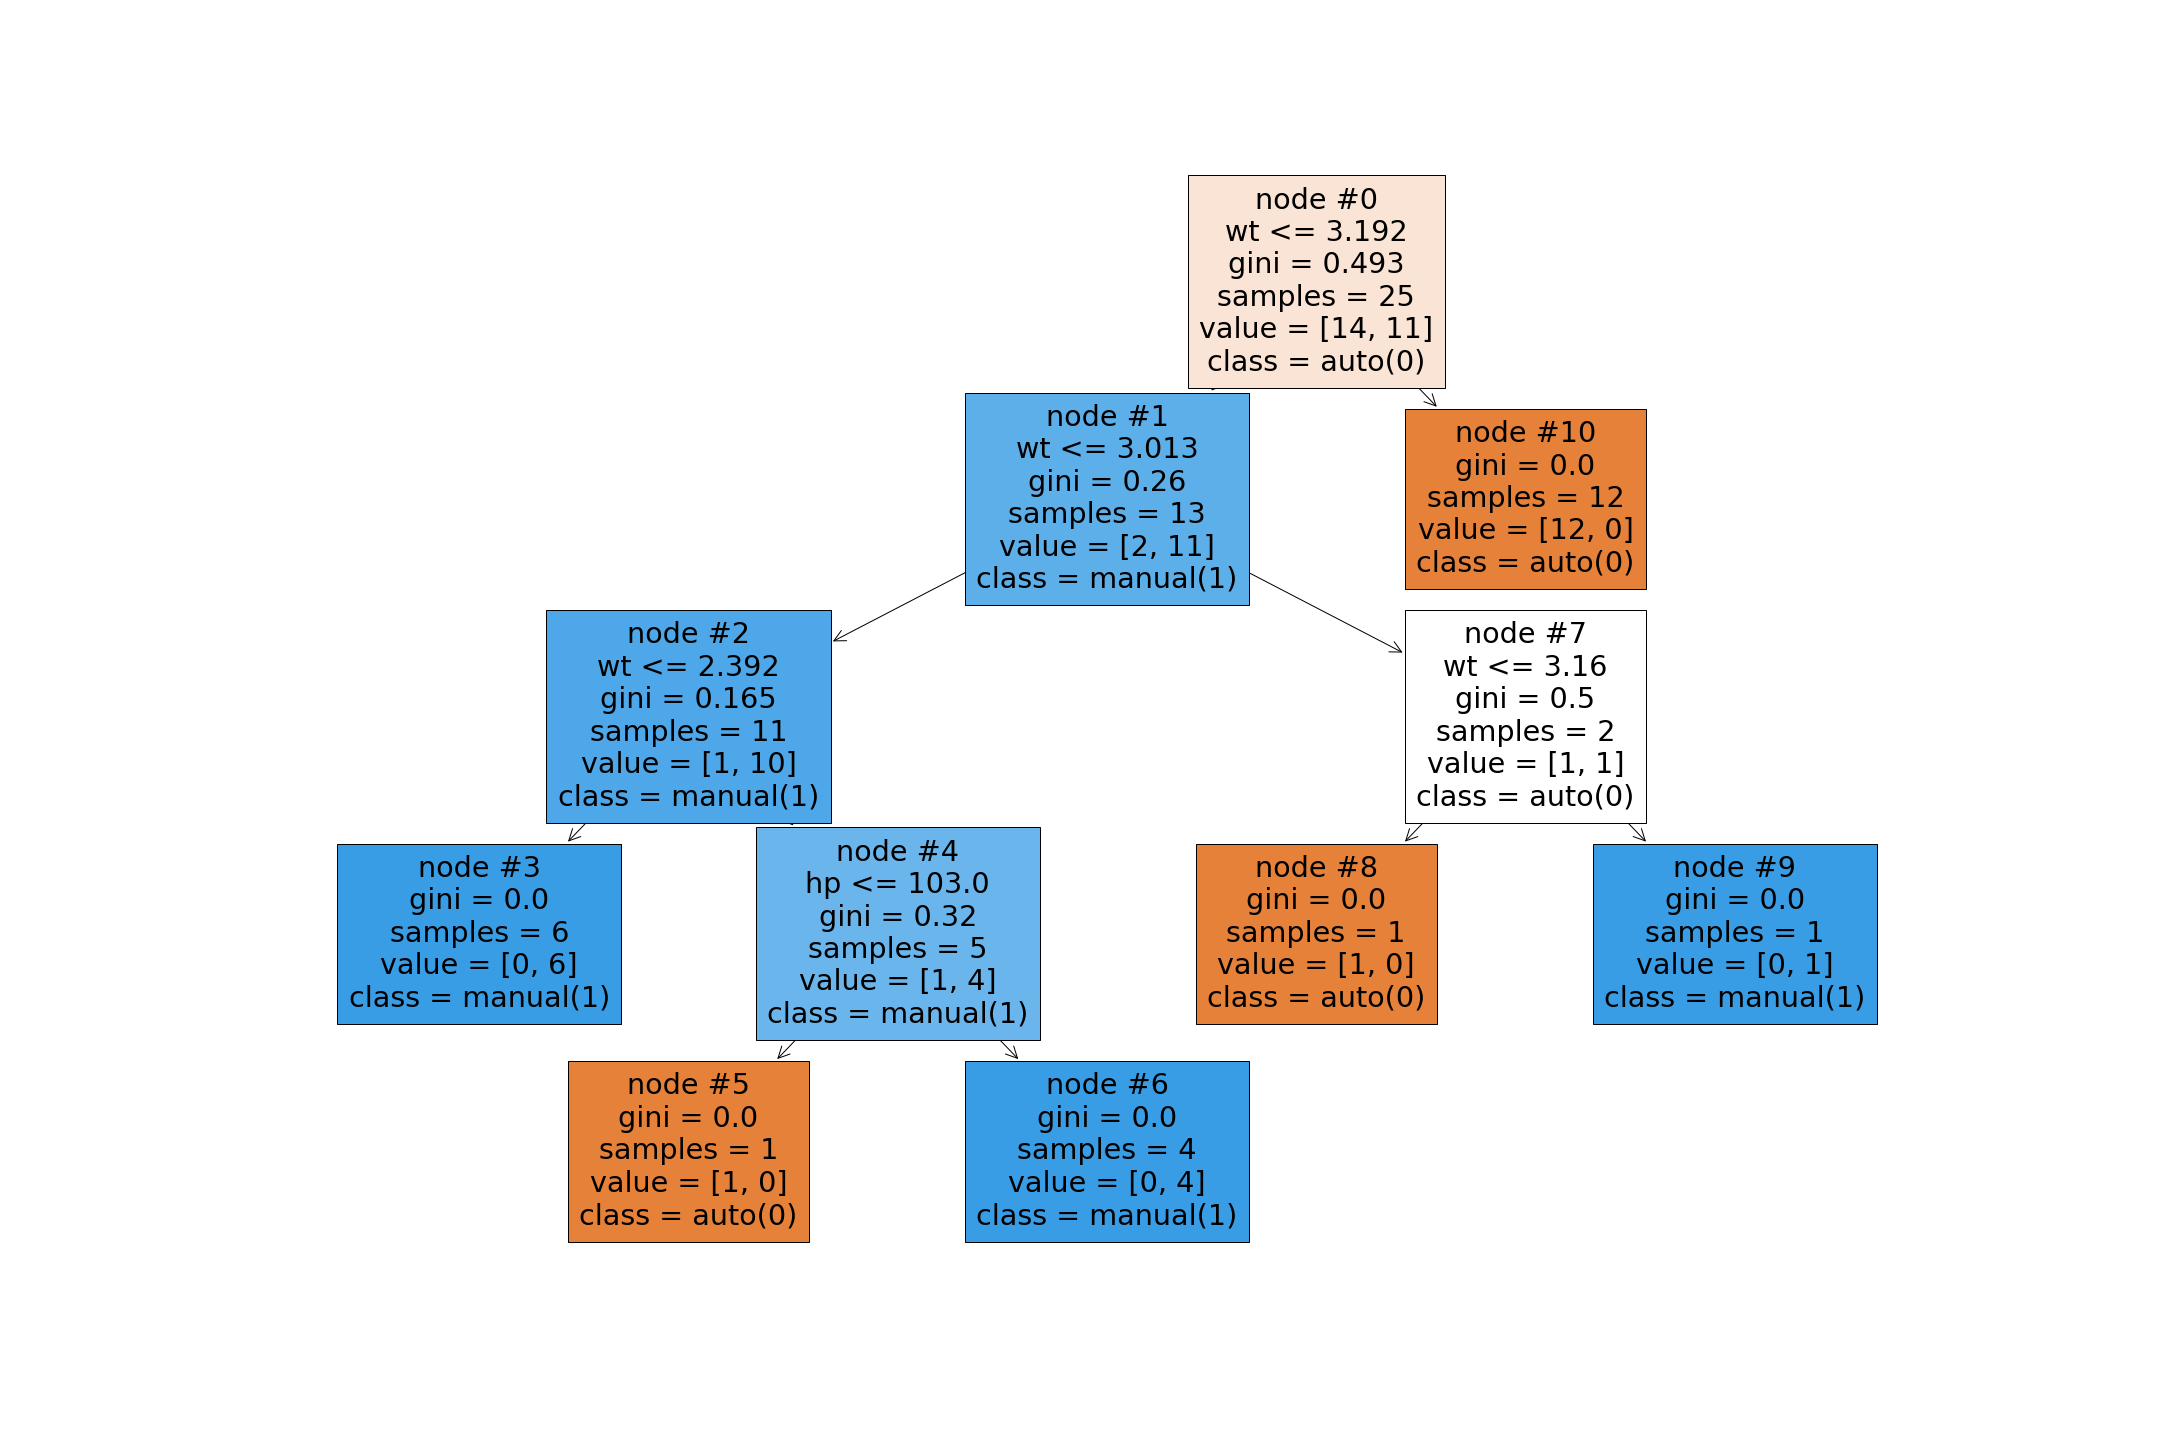 node #0
wt <= 3.192
gini = 0.493
samples = 25
value = [14, 11]
class = auto(0)
node #1
wt <= 3.013
gini = 0.26
samples = 13
value = [2, 11]
class = manual(1)
node #10
gini = 0.0
samples = 12
value = [12, 0]
class = auto(0)
node #2
wt <= 2.392
gini = 0.165
samples = 11
value = [1, 10]
class = manual(1)
node #7
wt <= 3.16
gini = 0.5
samples = 2
value = [1, 1]
class = auto(0)
node #3
gini = 0.0
samples = 6
value = [0, 6]
class = manual(1)
node #4
hp <= 103.0
gini = 0.32
samples = 5
value = [1, 4]
class = manual(1)
node #8
gini = 0.0
samples = 1
value = [1, 0]
class = auto(0)
node #9
gini = 0.0
samples = 1
value = [0, 1]
class = manual(1)
node #5
gini = 0.0
samples = 1
value = [1, 0]
class = auto(0)
node #6
gini = 0.0
samples = 4
value = [0, 4]
class = manual(1)